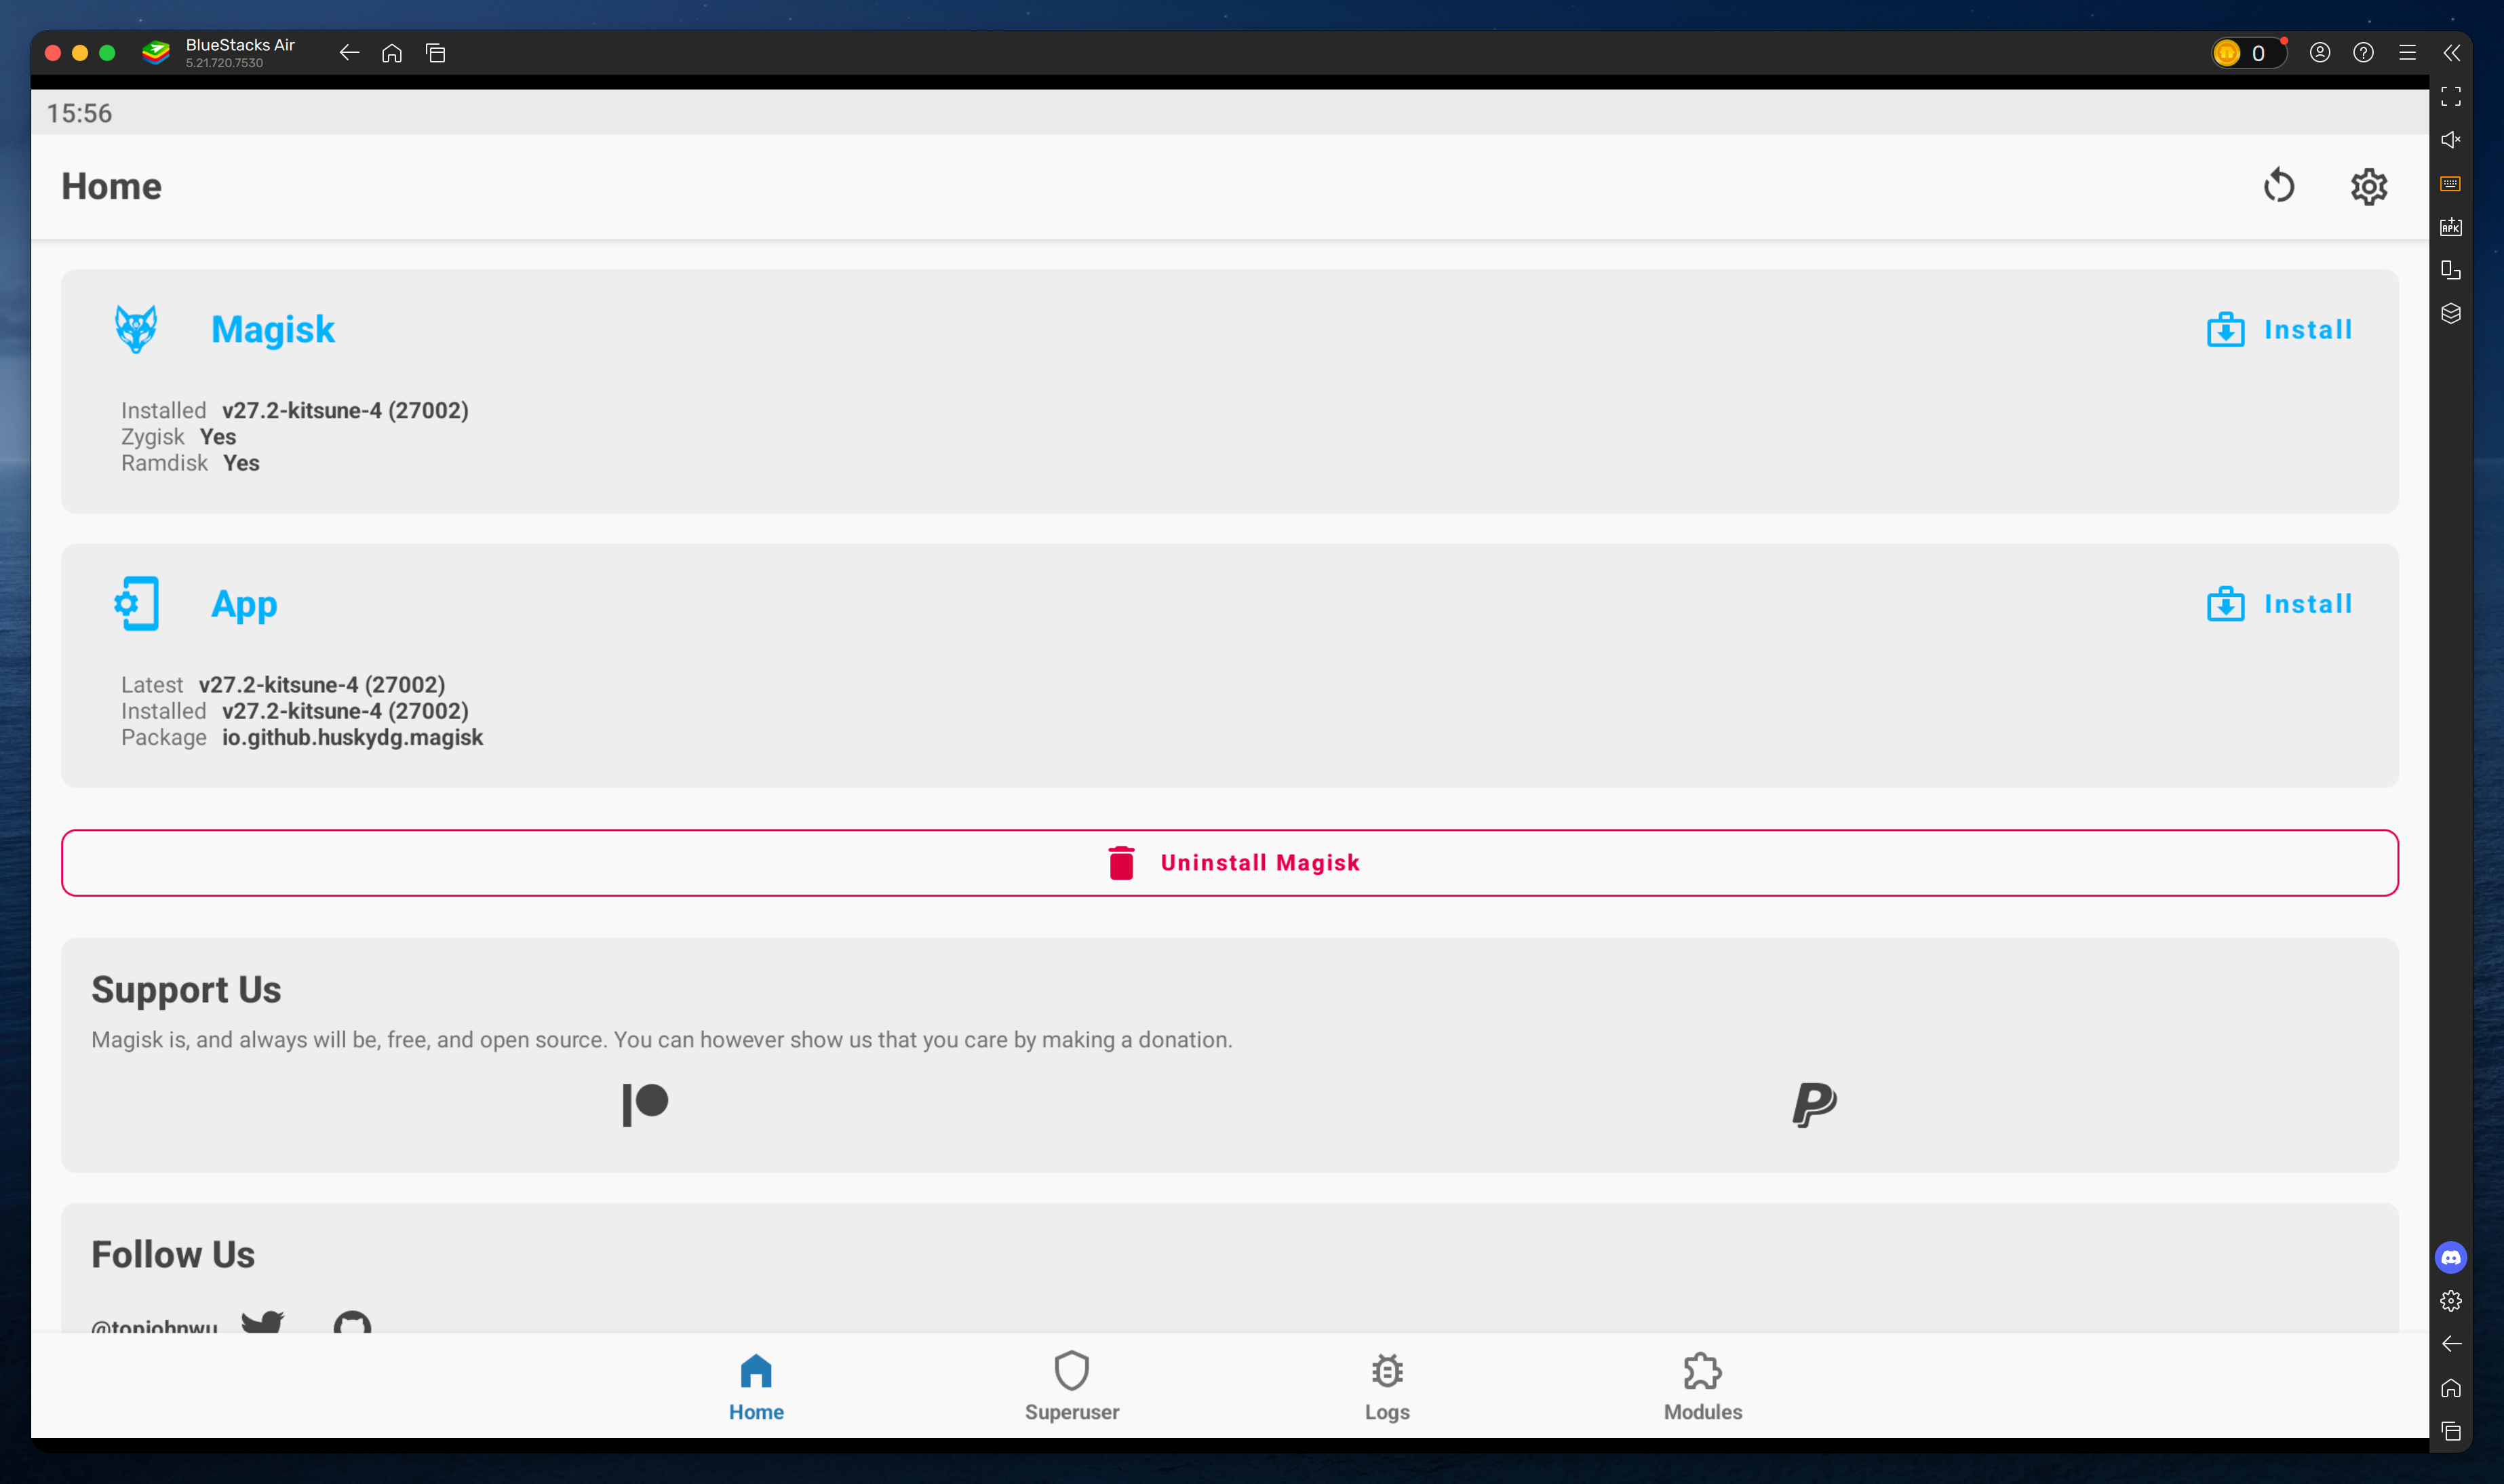 BlueStacks Air
5.21.720.7530
0
15:56
Home
APK
Magisk
Install
Installed v27.2-kitsune-4 (27002)
Zygisk Yes
Ramdisk Yes
App
Install
Latest v27.2-kitsune-4 (27002)
Installed v27.2-kitsune-4 (27002)
Package io.github.huskydg.magisk
Uninstall Magisk
Support Us
Magisk is, and always will be, free, and open source. You can however show us that you care by making a donation.
Follow Us
@topjohnwu
Home
Superuser
Logs
Modules